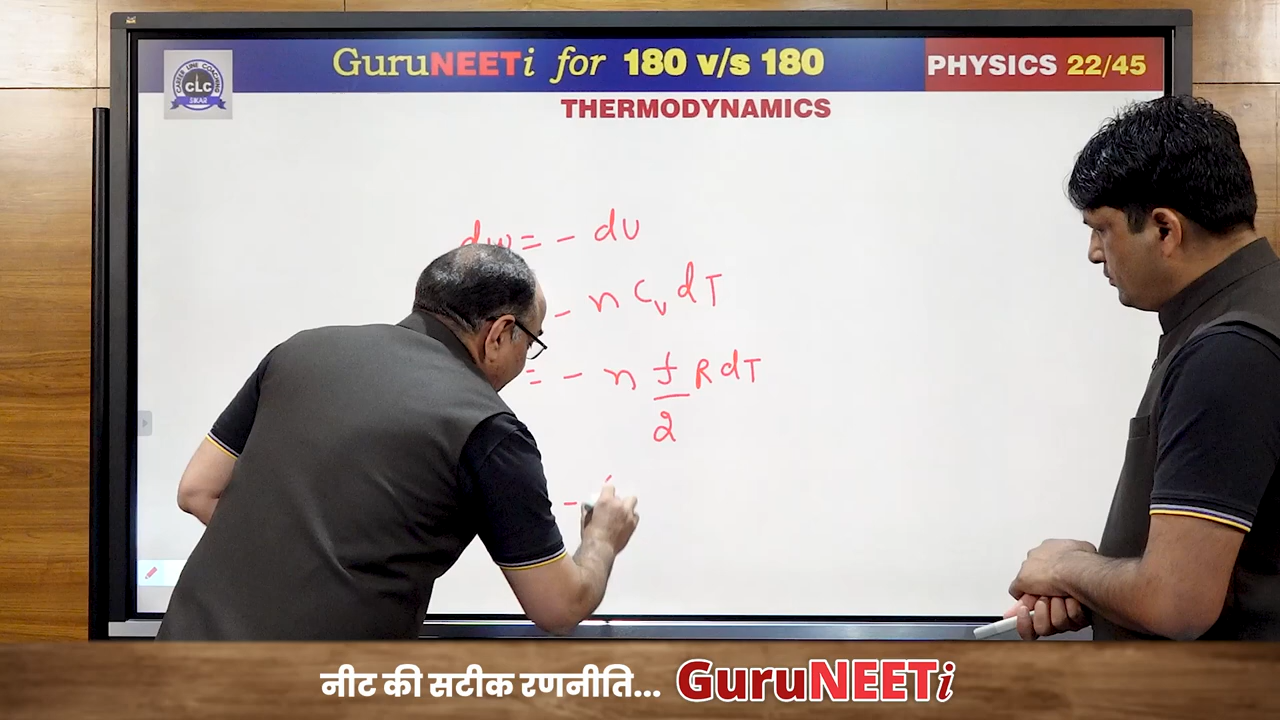 GuruNEETi for 180 v/s 180
PHYSICS 22/45
CAREER LINE COACHING
CLC
SIKAR
THERMODYNAMICS
dw = - dU
- n Cv dT
= - n f/2 R dT
-
नीट की सटीक रणनीति... GuruNEETi